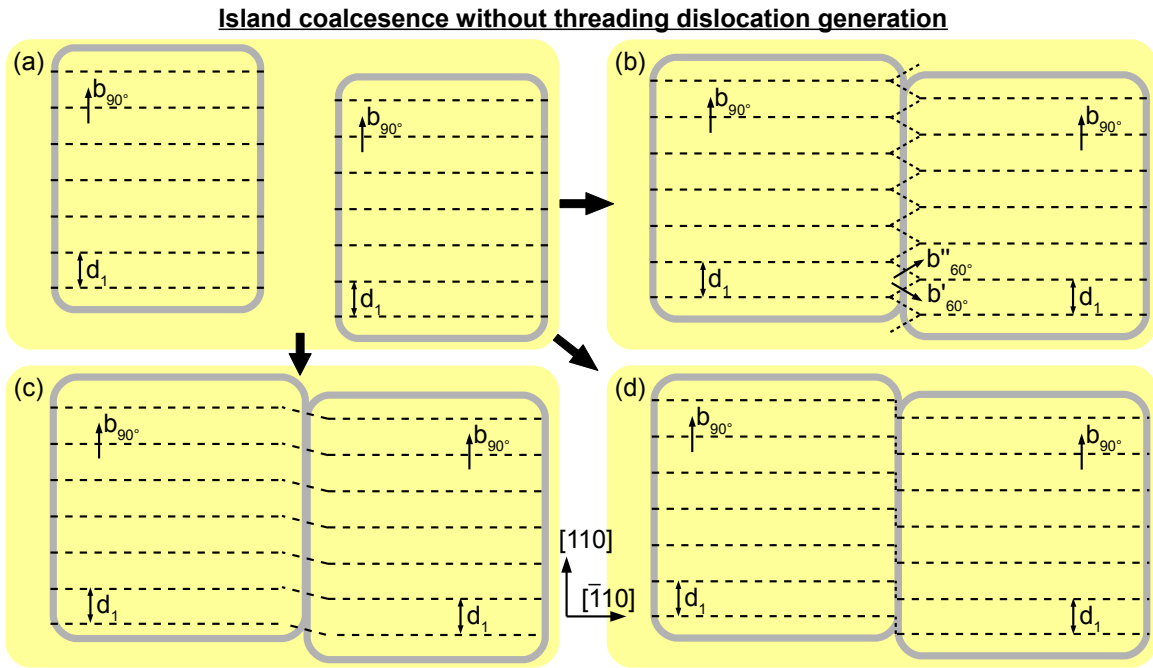 Island coalcesence without threading dislocation generation
(a)
b90°
b90°
d1
d1
(b)
b90°
b90°
b"60°
b'60°
d1
d1
(c)
b90°
b90°
d1
d1
[110]
[1̄10]
(d)
b90°
b90°
d1
d1